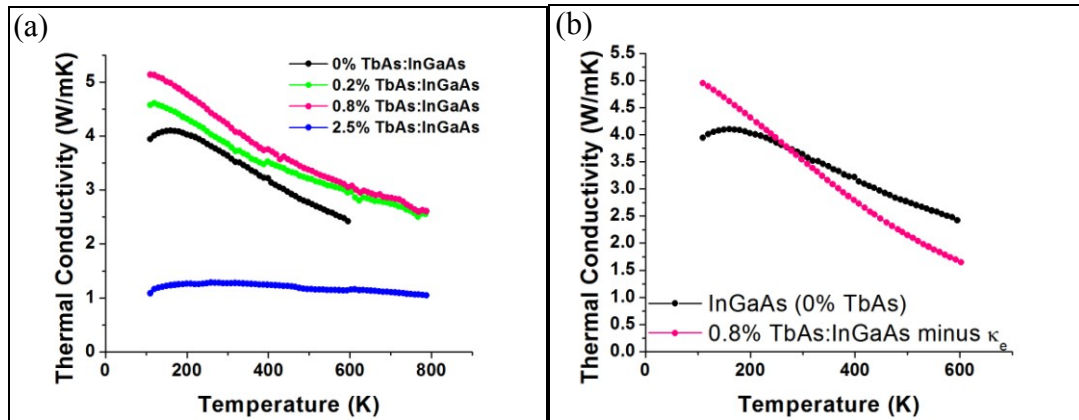 (a)
0% TbAs:InGaAs
0.2% TbAs:InGaAs
0.8% TbAs:InGaAs
2.5% TbAs:InGaAs
Thermal Conductivity (W/mK)
5
4
3
2
1
0
0 200 400 600 800
Temperature (K)
(b)
Thermal Conductivity (W/mK)
5.5
5.0
4.5
4.0
3.5
3.0
2.5
2.0
1.5
1.0
0.5
0.0
InGaAs (0% TbAs)
0.8% TbAs:InGaAs minus κe
0 200 400 600
Temperature (K)